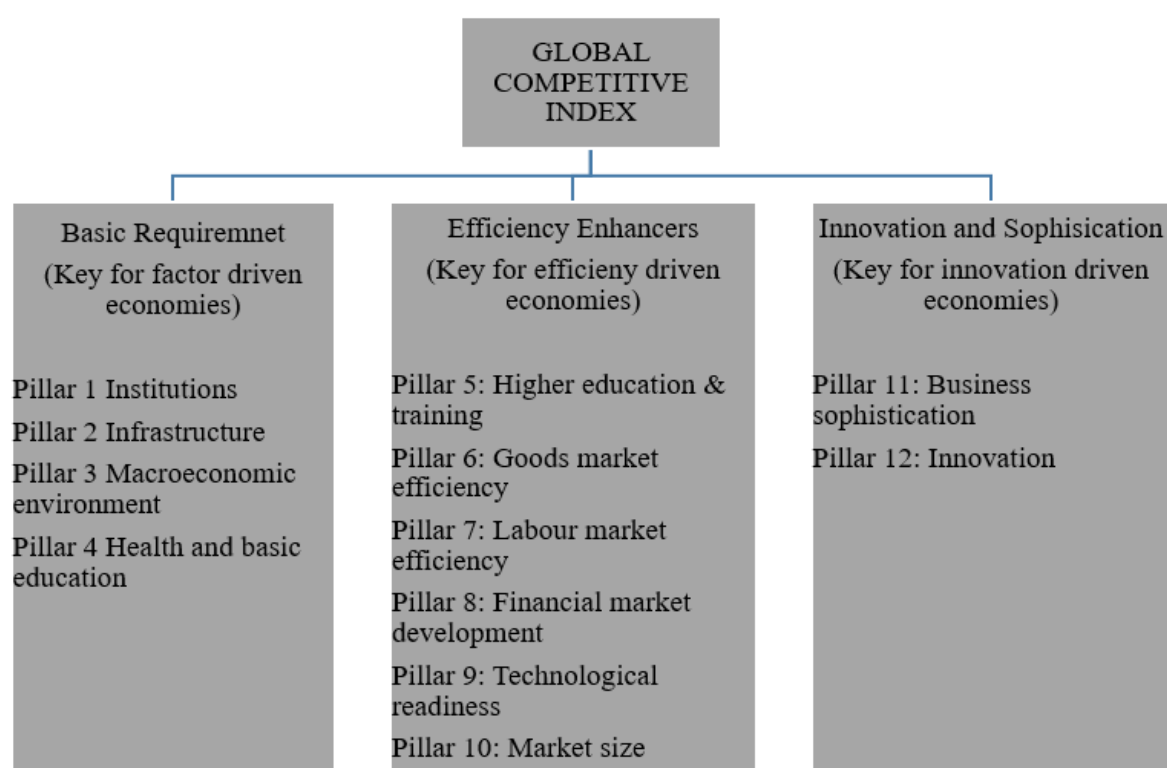 GLOBAL
COMPETITIVE
INDEX
Basic Requiremnet
(Key for factor driven
economies)
Pillar 1 Institutions
Pillar 2 Infrastructure
Pillar 3 Macroeconomic
environment
Pillar 4 Health and basic
education
Efficiency Enhancers
(Key for efficieny driven
economies)
Pillar 5: Higher education &
training
Pillar 6: Goods market
efficiency
Pillar 7: Labour market
efficiency
Pillar 8: Financial market
development
Pillar 9: Technological
readiness
Pillar 10: Market size
Innovation and Sophisication
(Key for innovation driven
economies)
Pillar 11: Business
sophistication
Pillar 12: Innovation